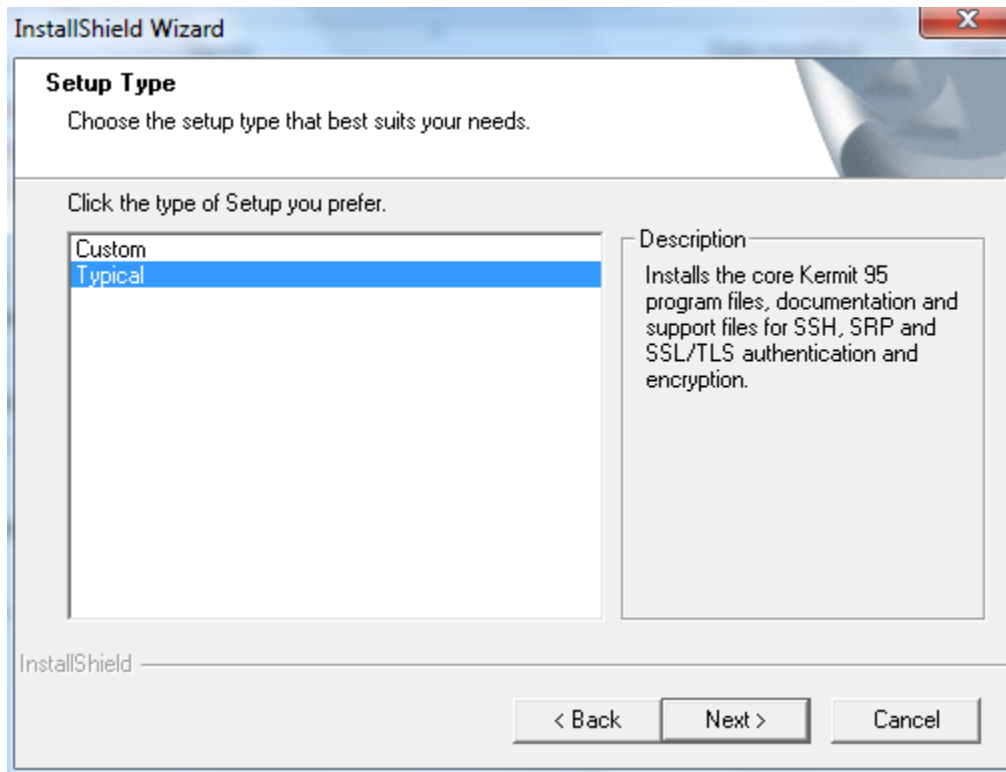 InstallShield Wizard
Setup Type
Choose the setup type that best suits your needs.
Click the type of Setup you prefer.
Custom
Typical
Description
Installs the core Kermit 95
program files, documentation and
support files for SSH, SRP and
SSL/TLS authentication and
encryption.
InstallShield
< Back
Next >
Cancel